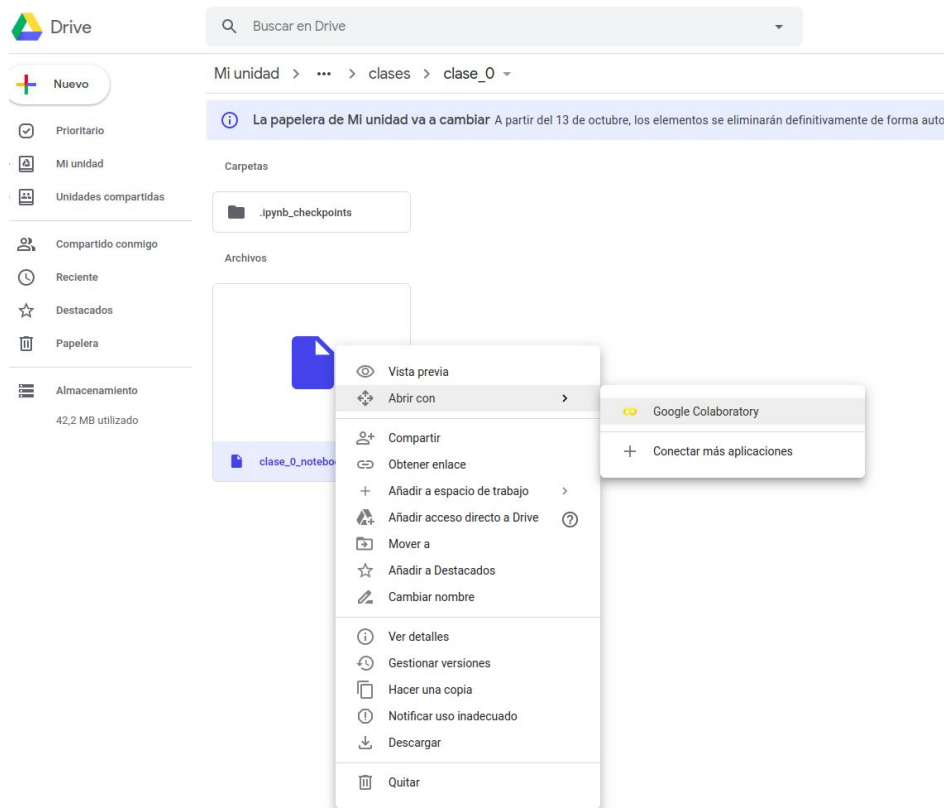 Drive
Buscar en Drive
Mi unidad > ••• > clases > clase_0
Nuevo
La papelera de Mi unidad va a cambiar A partir del 13 de octubre, los elementos se eliminarán definitivamente de forma auto
Prioritario
Mi unidad
Unidades compartidas
Compartido conmigo
Reciente
Destacados
Papelera
Almacenamiento
42,2 MB utilizado
Carpetas
.ipynb_checkpoints
Archivos
clase_0_notebo
Vista previa
Abrir con
Compartir
Obtener enlace
Añadir a espacio de trabajo
Añadir acceso directo a Drive
Mover a
Añadir a Destacados
Cambiar nombre
Ver detalles
Gestionar versiones
Hacer una copia
Notificar uso inadecuado
Descargar
Quitar
Google Colaboratory
Conectar más aplicaciones